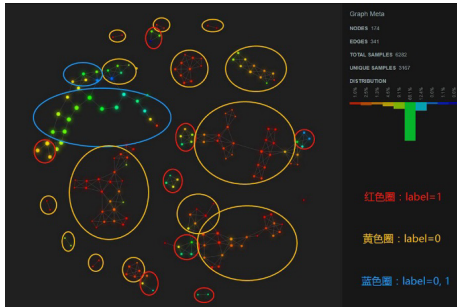 Graph Meta
NODES 174
EDGES 341
TOTAL SAMPLES 6202
UNIQUE SAMPLES 3167
DISTRIBUTION
红色圈：label=1
黄色圈：label=0
蓝色圈：label=0, 1